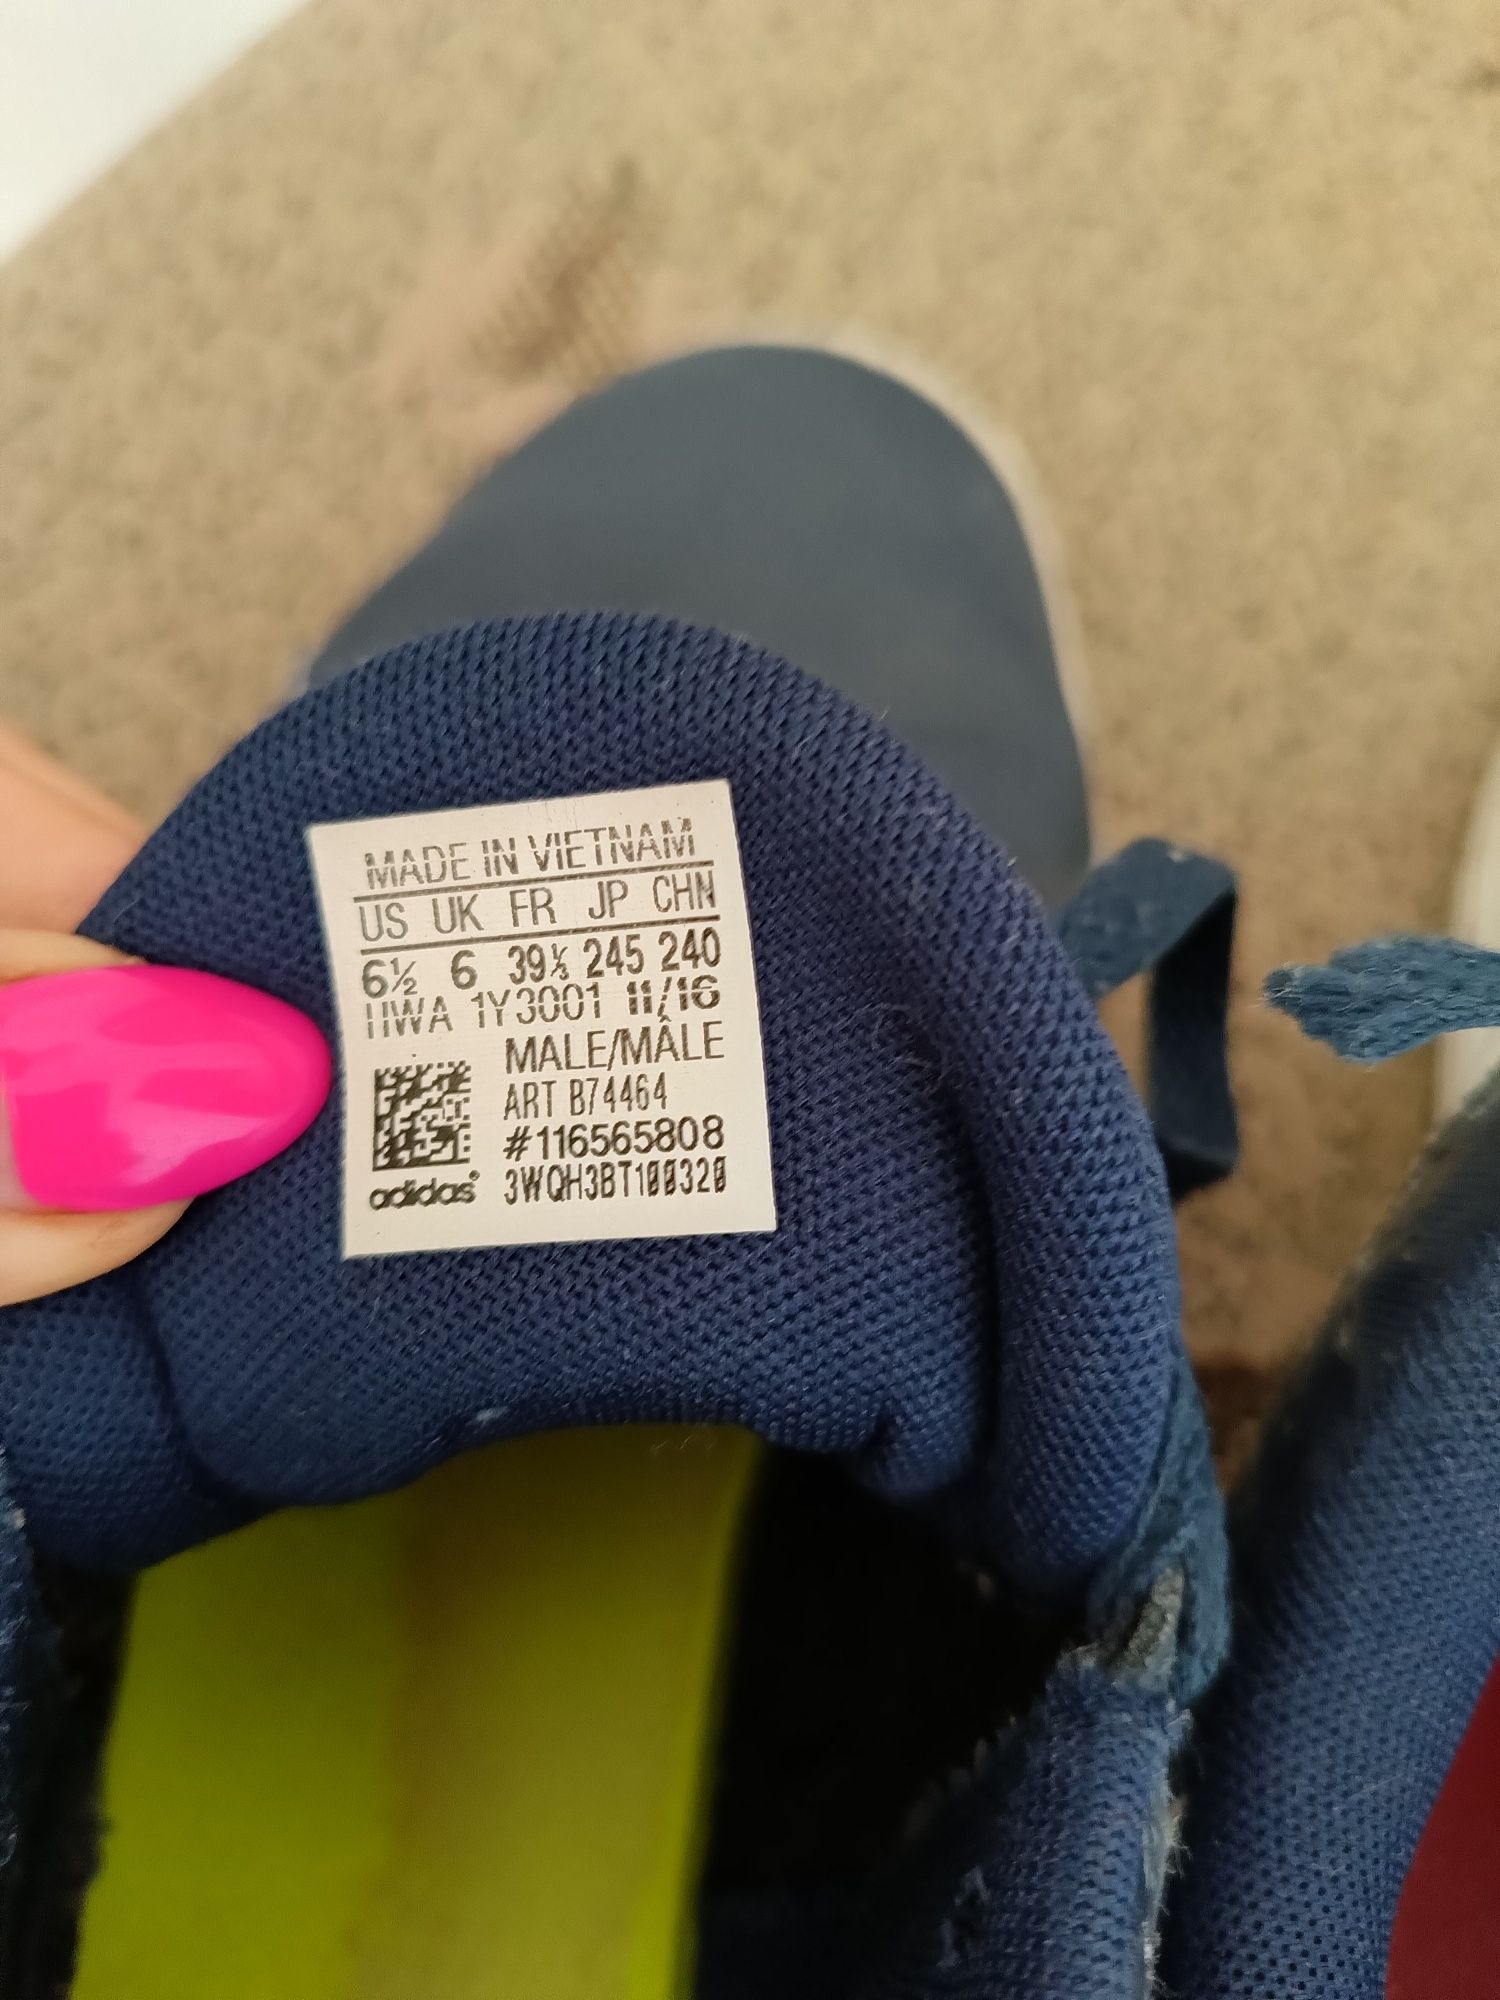 MADE IN VIETNAM
US UK FR JP CHN
6½ 6 39⅓ 245 240
HWA 1Y3001 11/16
MALE/MÂLE
ART B74464
#116565808
adidas® 3WQH3BT100320